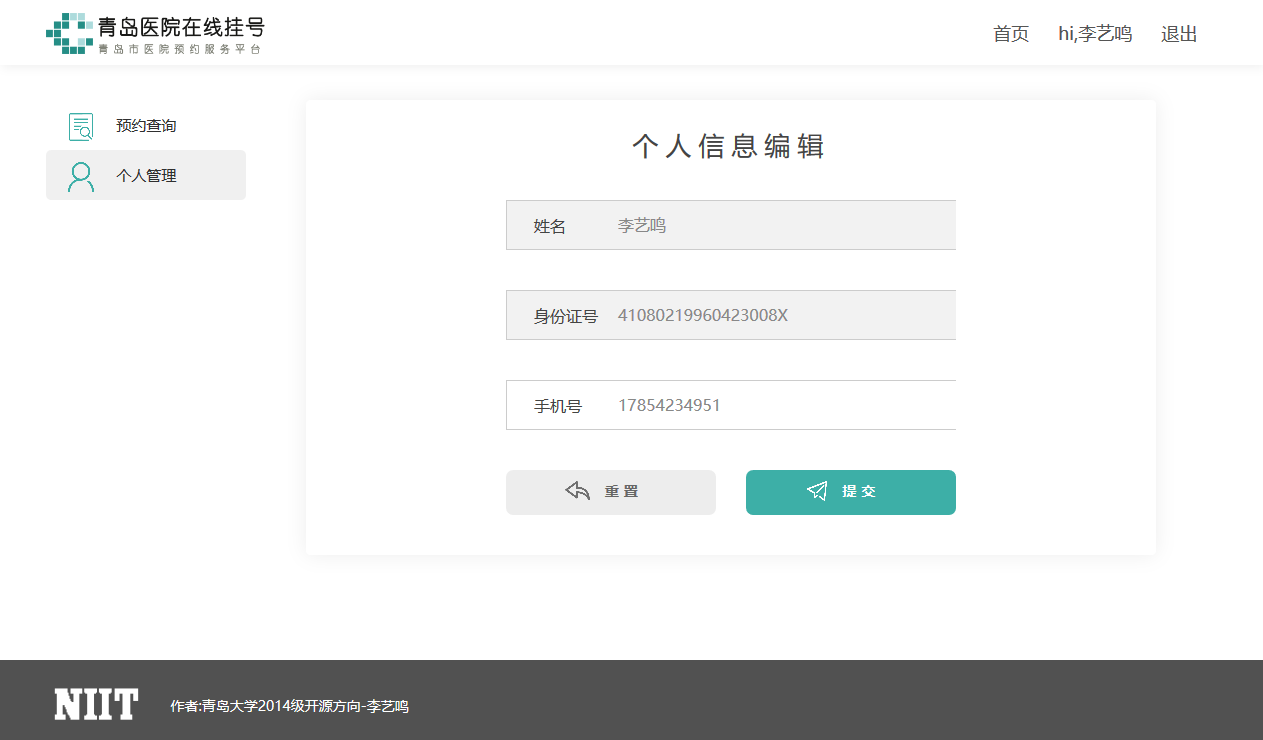 青岛医院在线挂号
青岛市医院预约服务平台
首页 hi,李艺鸣 退出
预约查询
个人管理
个人信息编辑
姓名 李艺鸣
身份证号 41080219960423008X
手机号 17854234951
重置 提交
NIIT 作者:青岛大学2014级开源方向-李艺鸣